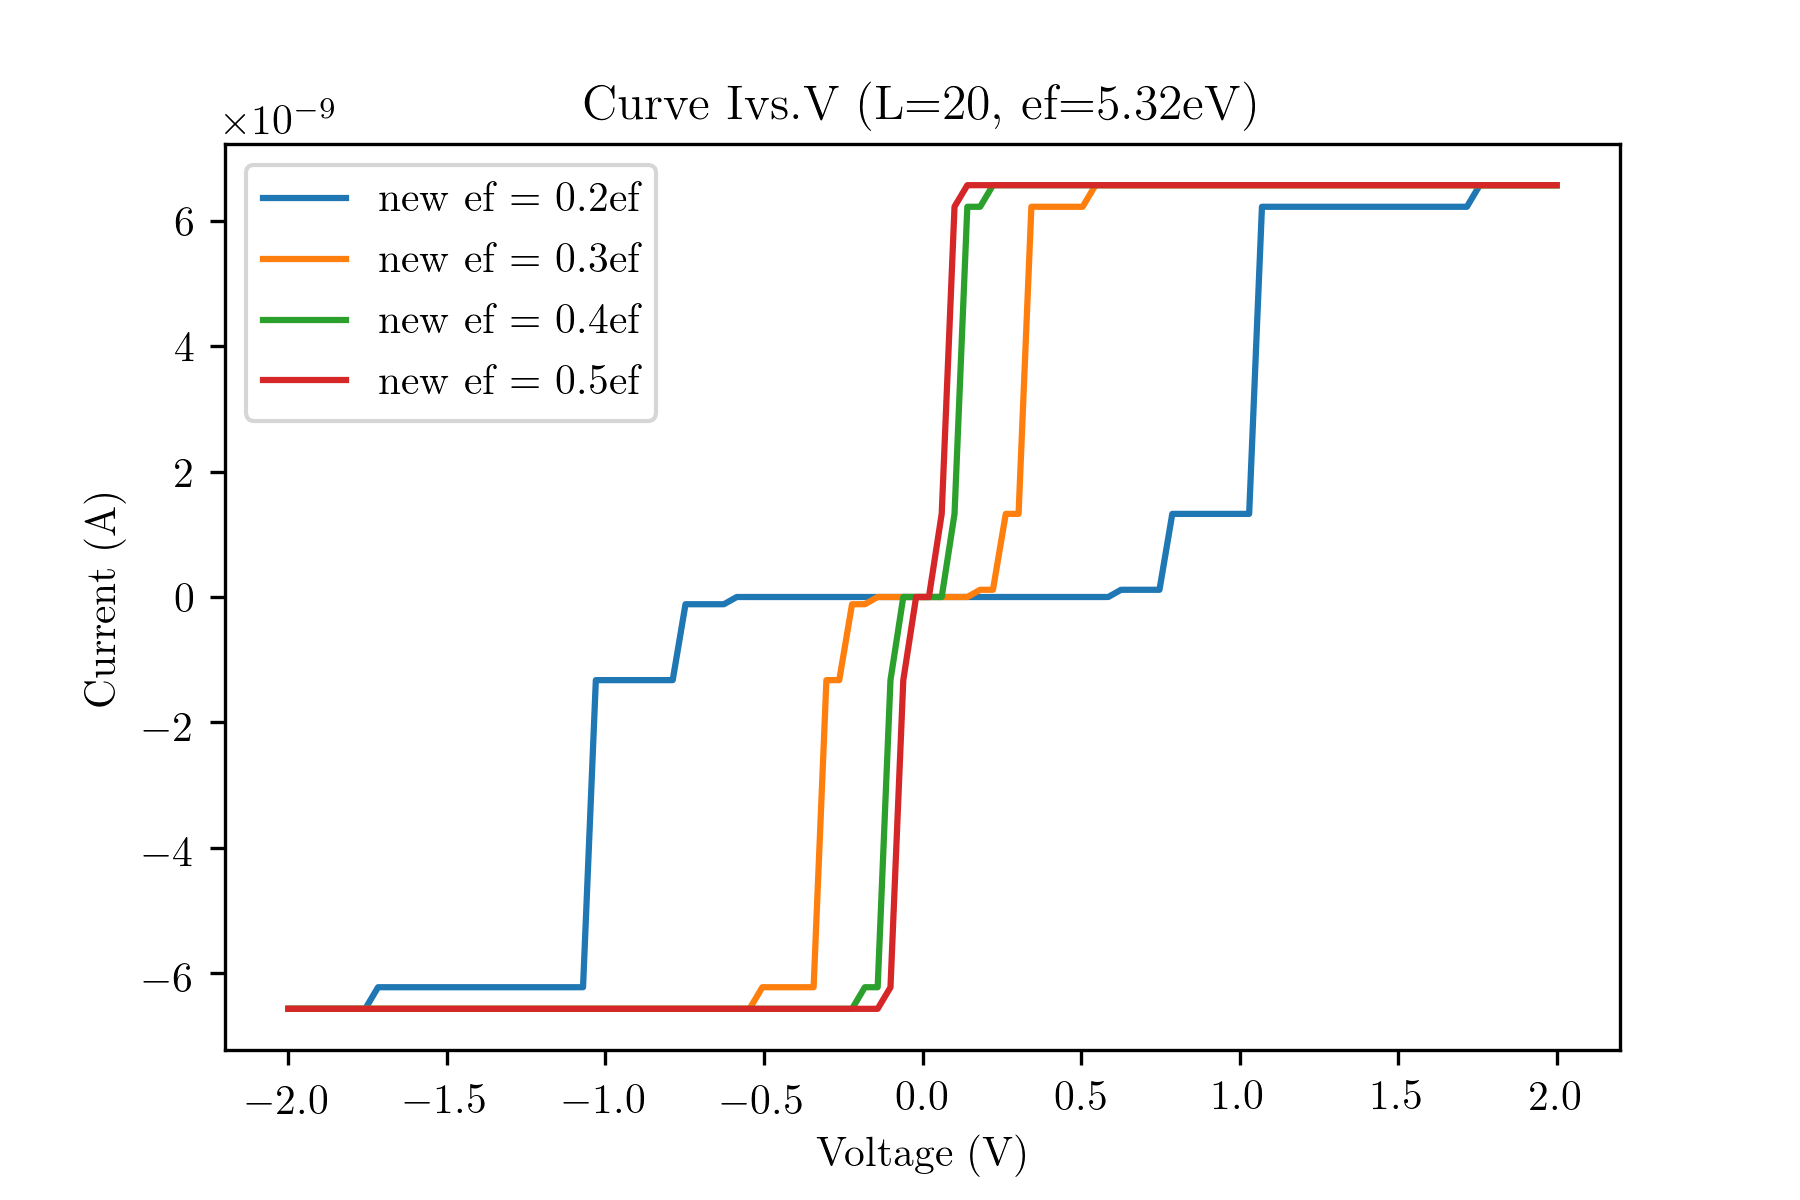 Curve Ivs.V (L=20, ef=5.32eV)
×10⁻⁹
new ef = 0.2ef
new ef = 0.3ef
new ef = 0.4ef
new ef = 0.5ef
6
4
2
0
−2
−4
−6
Current (A)
−2.0 −1.5 −1.0 −0.5 0.0 0.5 1.0 1.5 2.0
Voltage (V)